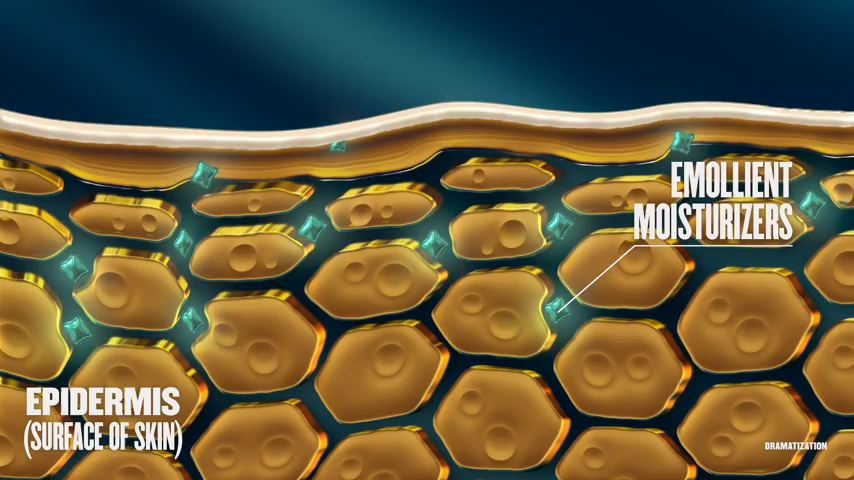 EMOLLIENT
MOISTURIZERS
EPIDERMIS
(SURFACE OF SKIN)
DRAMATIZATION